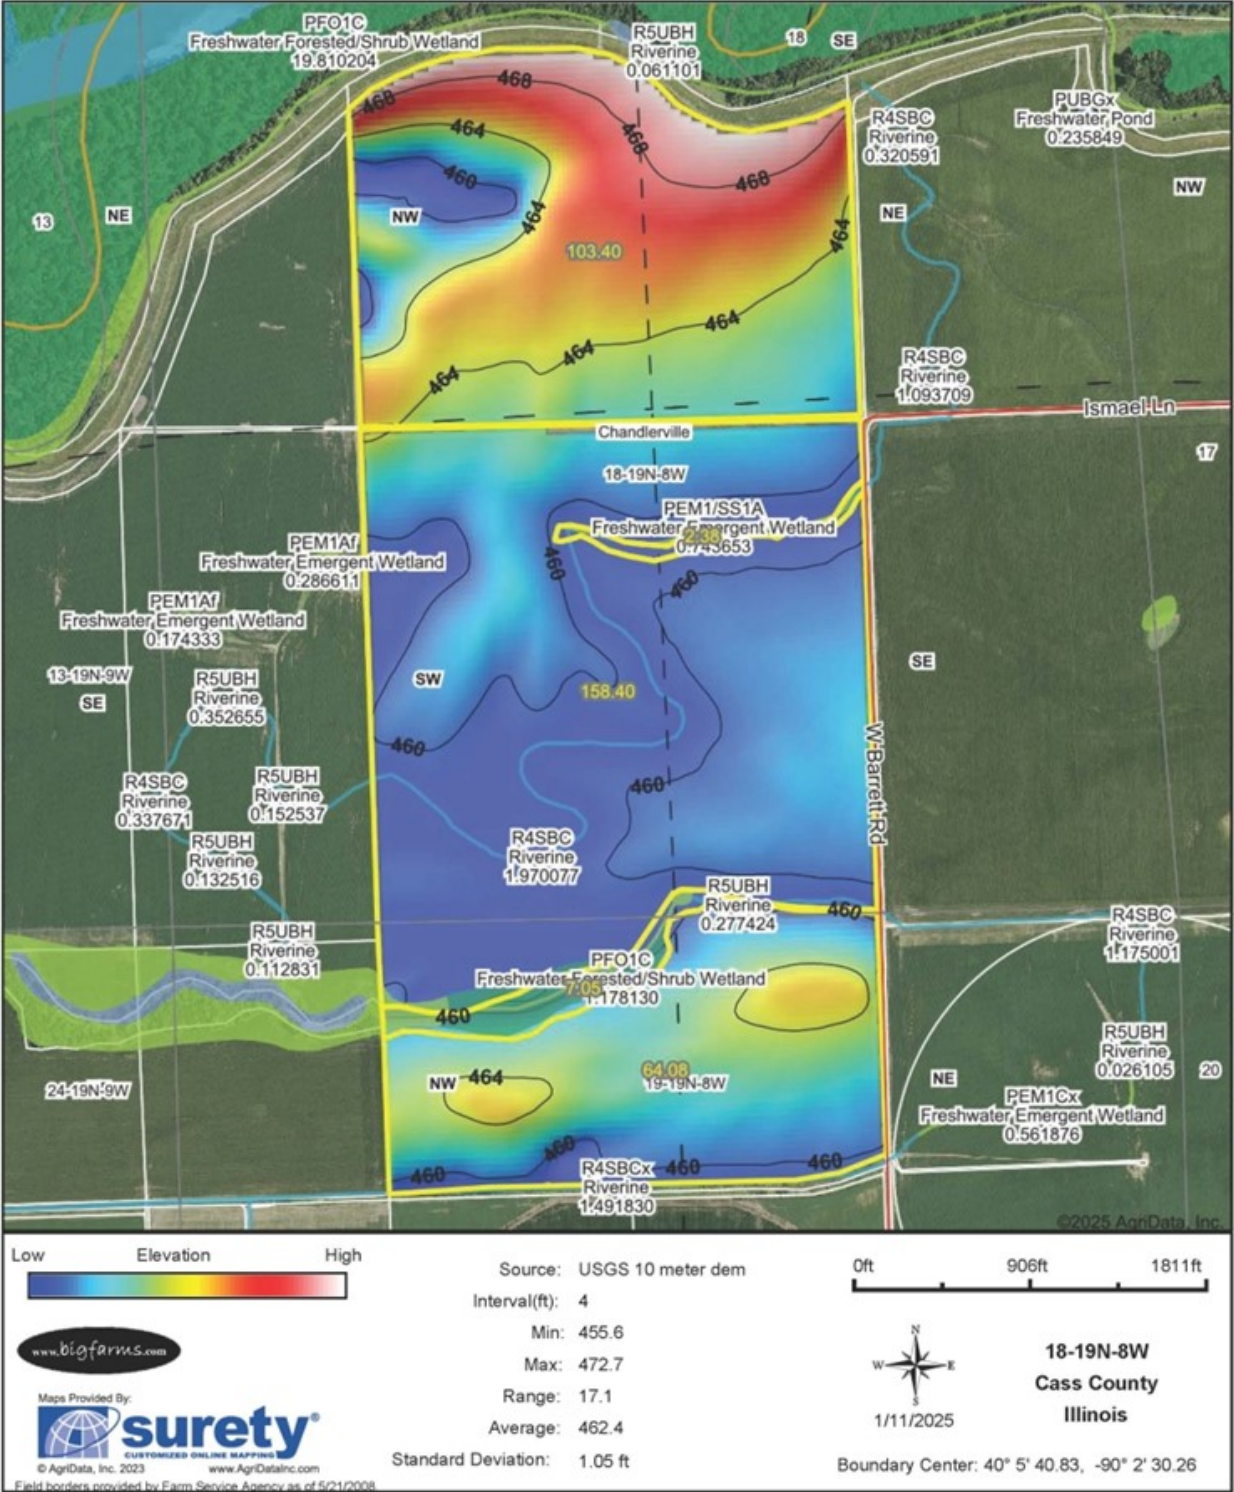 PFO1C
Freshwater Forested/Shrub Wetland
19.810204
R5UBH
Riverine
0.061101
18
SE
468
468
468
468
464
460
464
464
464
464
464
NW
103.40
13
NE
R4SBC
Riverine
0.320591
PUBGx
Freshwater Pond
0.235849
NW
NE
R4SBC
Riverine
1.093709
Ismael Ln
17
Chandlerville
18-19N-8W
PEM1/SS1A
Freshwater Emergent Wetland
0.743653
2.38
PEM1Af
Freshwater Emergent Wetland
0.286611
PEM1Af
Freshwater Emergent Wetland
0.174333
460
460
13-19N-9W
SE
R5UBH
Riverine
0.352655
SW
158.40
SE
460
460
W Barrett Rd
R4SBC
Riverine
0.337671
R5UBH
Riverine
0.152537
R5UBH
Riverine
0.132516
R4SBC
Riverine
1.970077
R5UBH
Riverine
0.277424
460
R5UBH
Riverine
0.112831
R4SBC
Riverine
1.175001
PFO1C
Freshwater Forested/Shrub Wetland
1.178130
7.05
460
R5UBH
Riverine
0.026105
20
24-19N-9W
NW
464
64.08
19-19N-8W
NE
PEM1Cx
Freshwater Emergent Wetland
0.561876
460
460
460
460
R4SBCx
Riverine
1.491830
©2025 AgriData, Inc.
Low Elevation High
www.bigfarms.com
Maps Provided By:
surety®
CUSTOMIZED ONLINE MAPPING
© AgriData, Inc. 2023 www.AgriDataInc.com
Field borders provided by Farm Service Agency as of 5/21/2008.
Source: USGS 10 meter dem
Interval(ft): 4
Min: 455.6
Max: 472.7
Range: 17.1
Average: 462.4
Standard Deviation: 1.05 ft
0ft 906ft 1811ft
N
W E
S
1/11/2025
18-19N-8W
Cass County
Illinois
Boundary Center: 40° 5' 40.83, -90° 2' 30.26